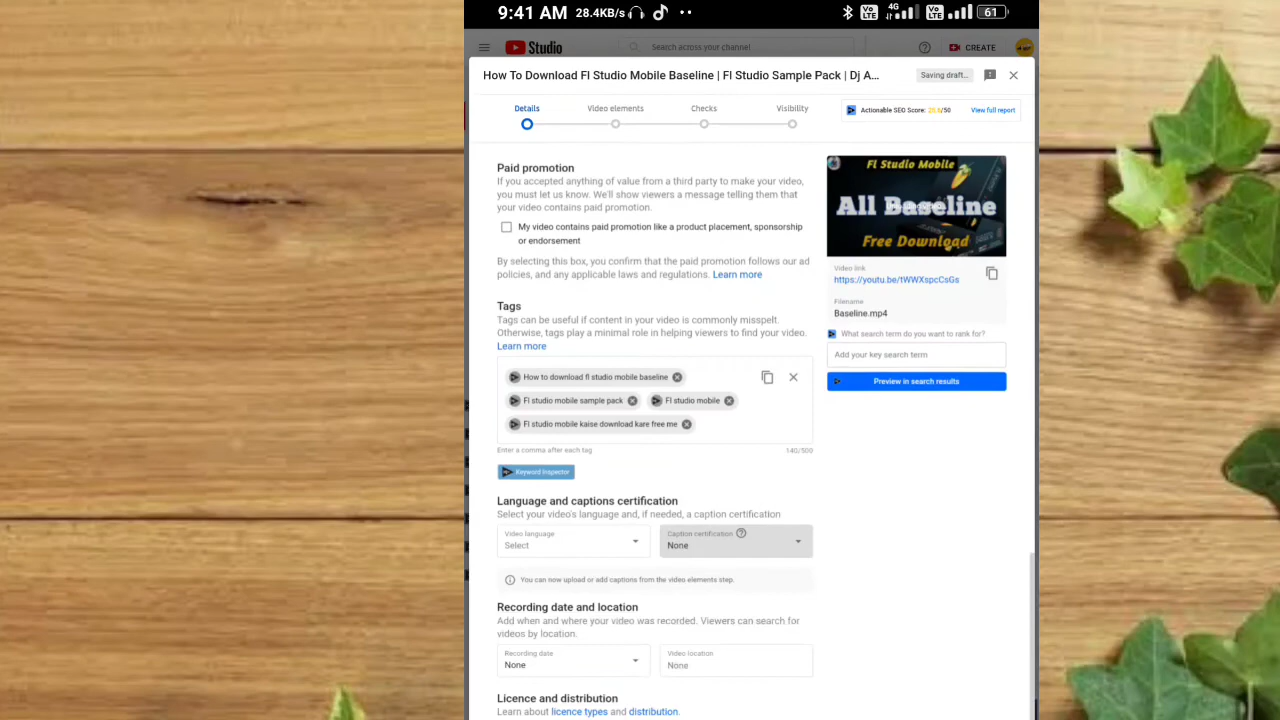 9:41 AM 28.4KB/s
Vo LTE 4G Vo LTE 61
Studio
Search across your channel
CREATE
How To Download Fl Studio Mobile Baseline | Fl Studio Sample Pack | Dj A...
Saving draft...
Details
Video elements
Checks
Visibility
Actionable SEO Score: /50
View full report
Paid promotion
If you accepted anything of value from a third party to make your video,
you must let us know. We'll show viewers a message telling them that
your video contains paid promotion.
My video contains paid promotion like a product placement, sponsorship
or endorsement
By selecting this box, you confirm that the paid promotion follows our ad
policies, and any applicable laws and regulations. Learn more
Tags
Tags can be useful if content in your video is commonly misspelt.
Otherwise, tags play a minimal role in helping viewers to find your video.
Learn more
How to download fl studio mobile baseline
Fl studio mobile sample pack
Fl studio mobile
Fl studio mobile kaise download kare free me
Enter a comma after each tag
140/500
Keyword Inspector
Language and captions certification
Select your video's language and, if needed, a caption certification
Video language
Select
Caption certification
None
You can now upload or add captions from the video elements step.
Recording date and location
Add when and where your video was recorded. Viewers can search for
videos by location.
Recording date
None
Video location
None
Licence and distribution
Learn about licence types and distribution.
Fl Studio Mobile
All Baseline
Free Download
Video link
https://youtu.be/tWWXspcCsGs
Filename
Baseline.mp4
What search term do you want to rank for?
Add your key search term
Preview in search results